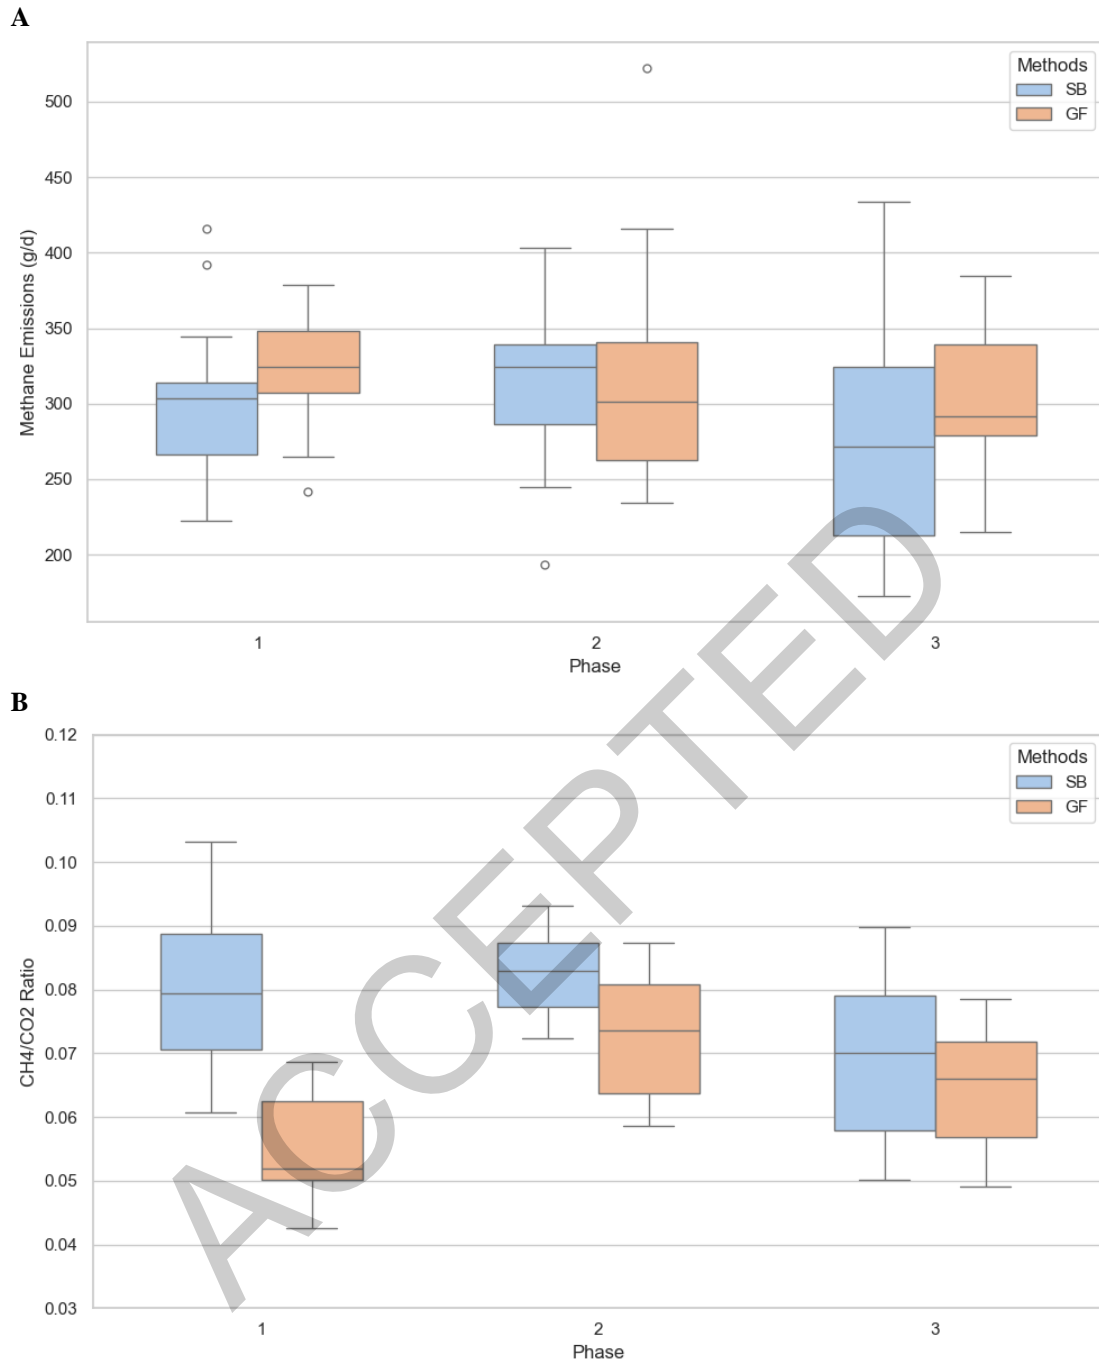 A
Methods
SB
GF
500
450
400
350
300
250
200
Methane Emissions (g/d)
1 2 3
Phase
B
Methods
SB
GF
0.12
0.11
0.10
0.09
0.08
0.07
0.06
0.05
0.04
0.03
CH4/CO2 Ratio
1 2 3
Phase
ACCEPTED